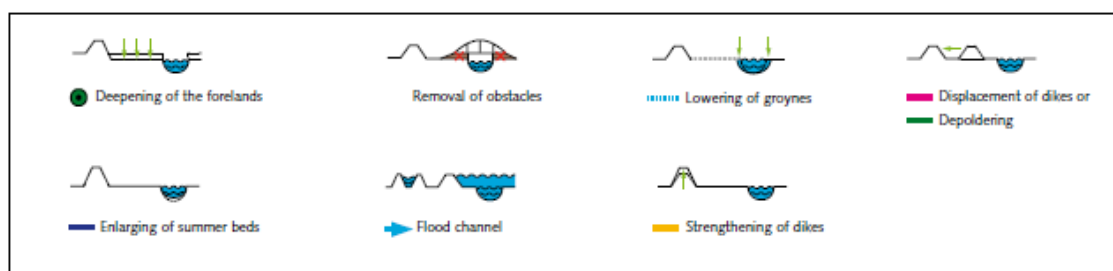 Deepening of the forelands
Removal of obstacles
Lowering of groynes
Displacement of dikes or
Depoldering
Enlarging of summer beds
Flood channel
Strengthening of dikes